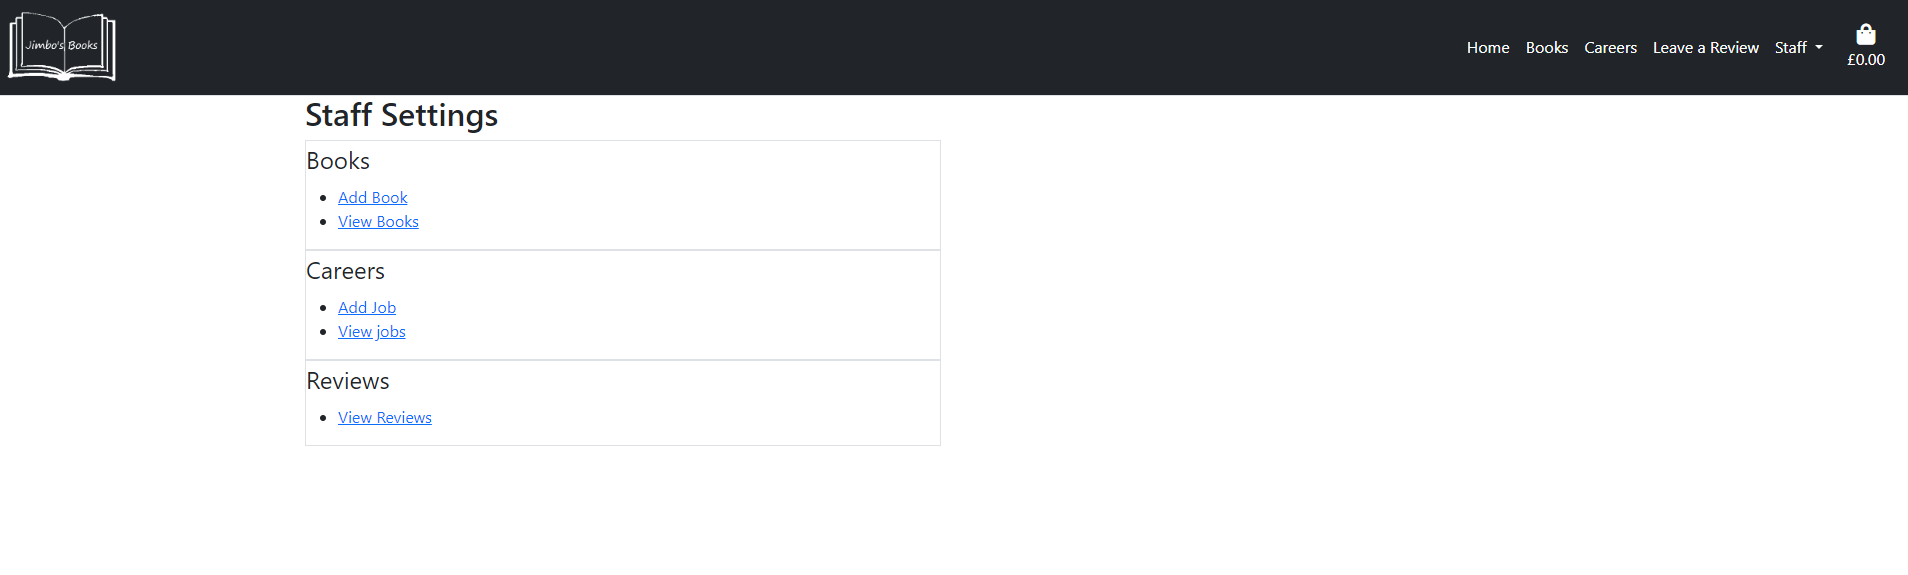 Jimbo's Books
Home Books Careers Leave a Review Staff
£0.00
Staff Settings
Books
Add Book
View Books
Careers
Add Job
View jobs
Reviews
View Reviews